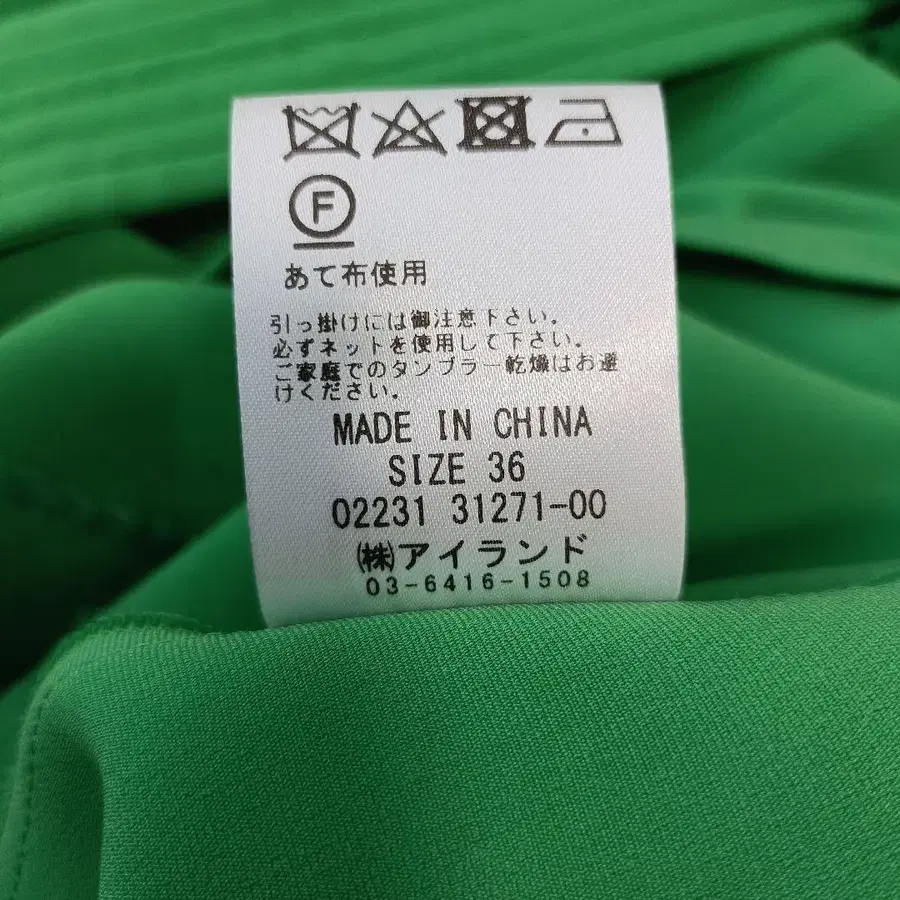 F
あて布使用
引っ掛けには御注意下さい。
必ずネットを使用して下さい。
ご家庭でのタンブラー乾燥はお避
けください。
MADE IN CHINA
SIZE 36
02231 31271-00
㈱アイランド
03-6416-1508